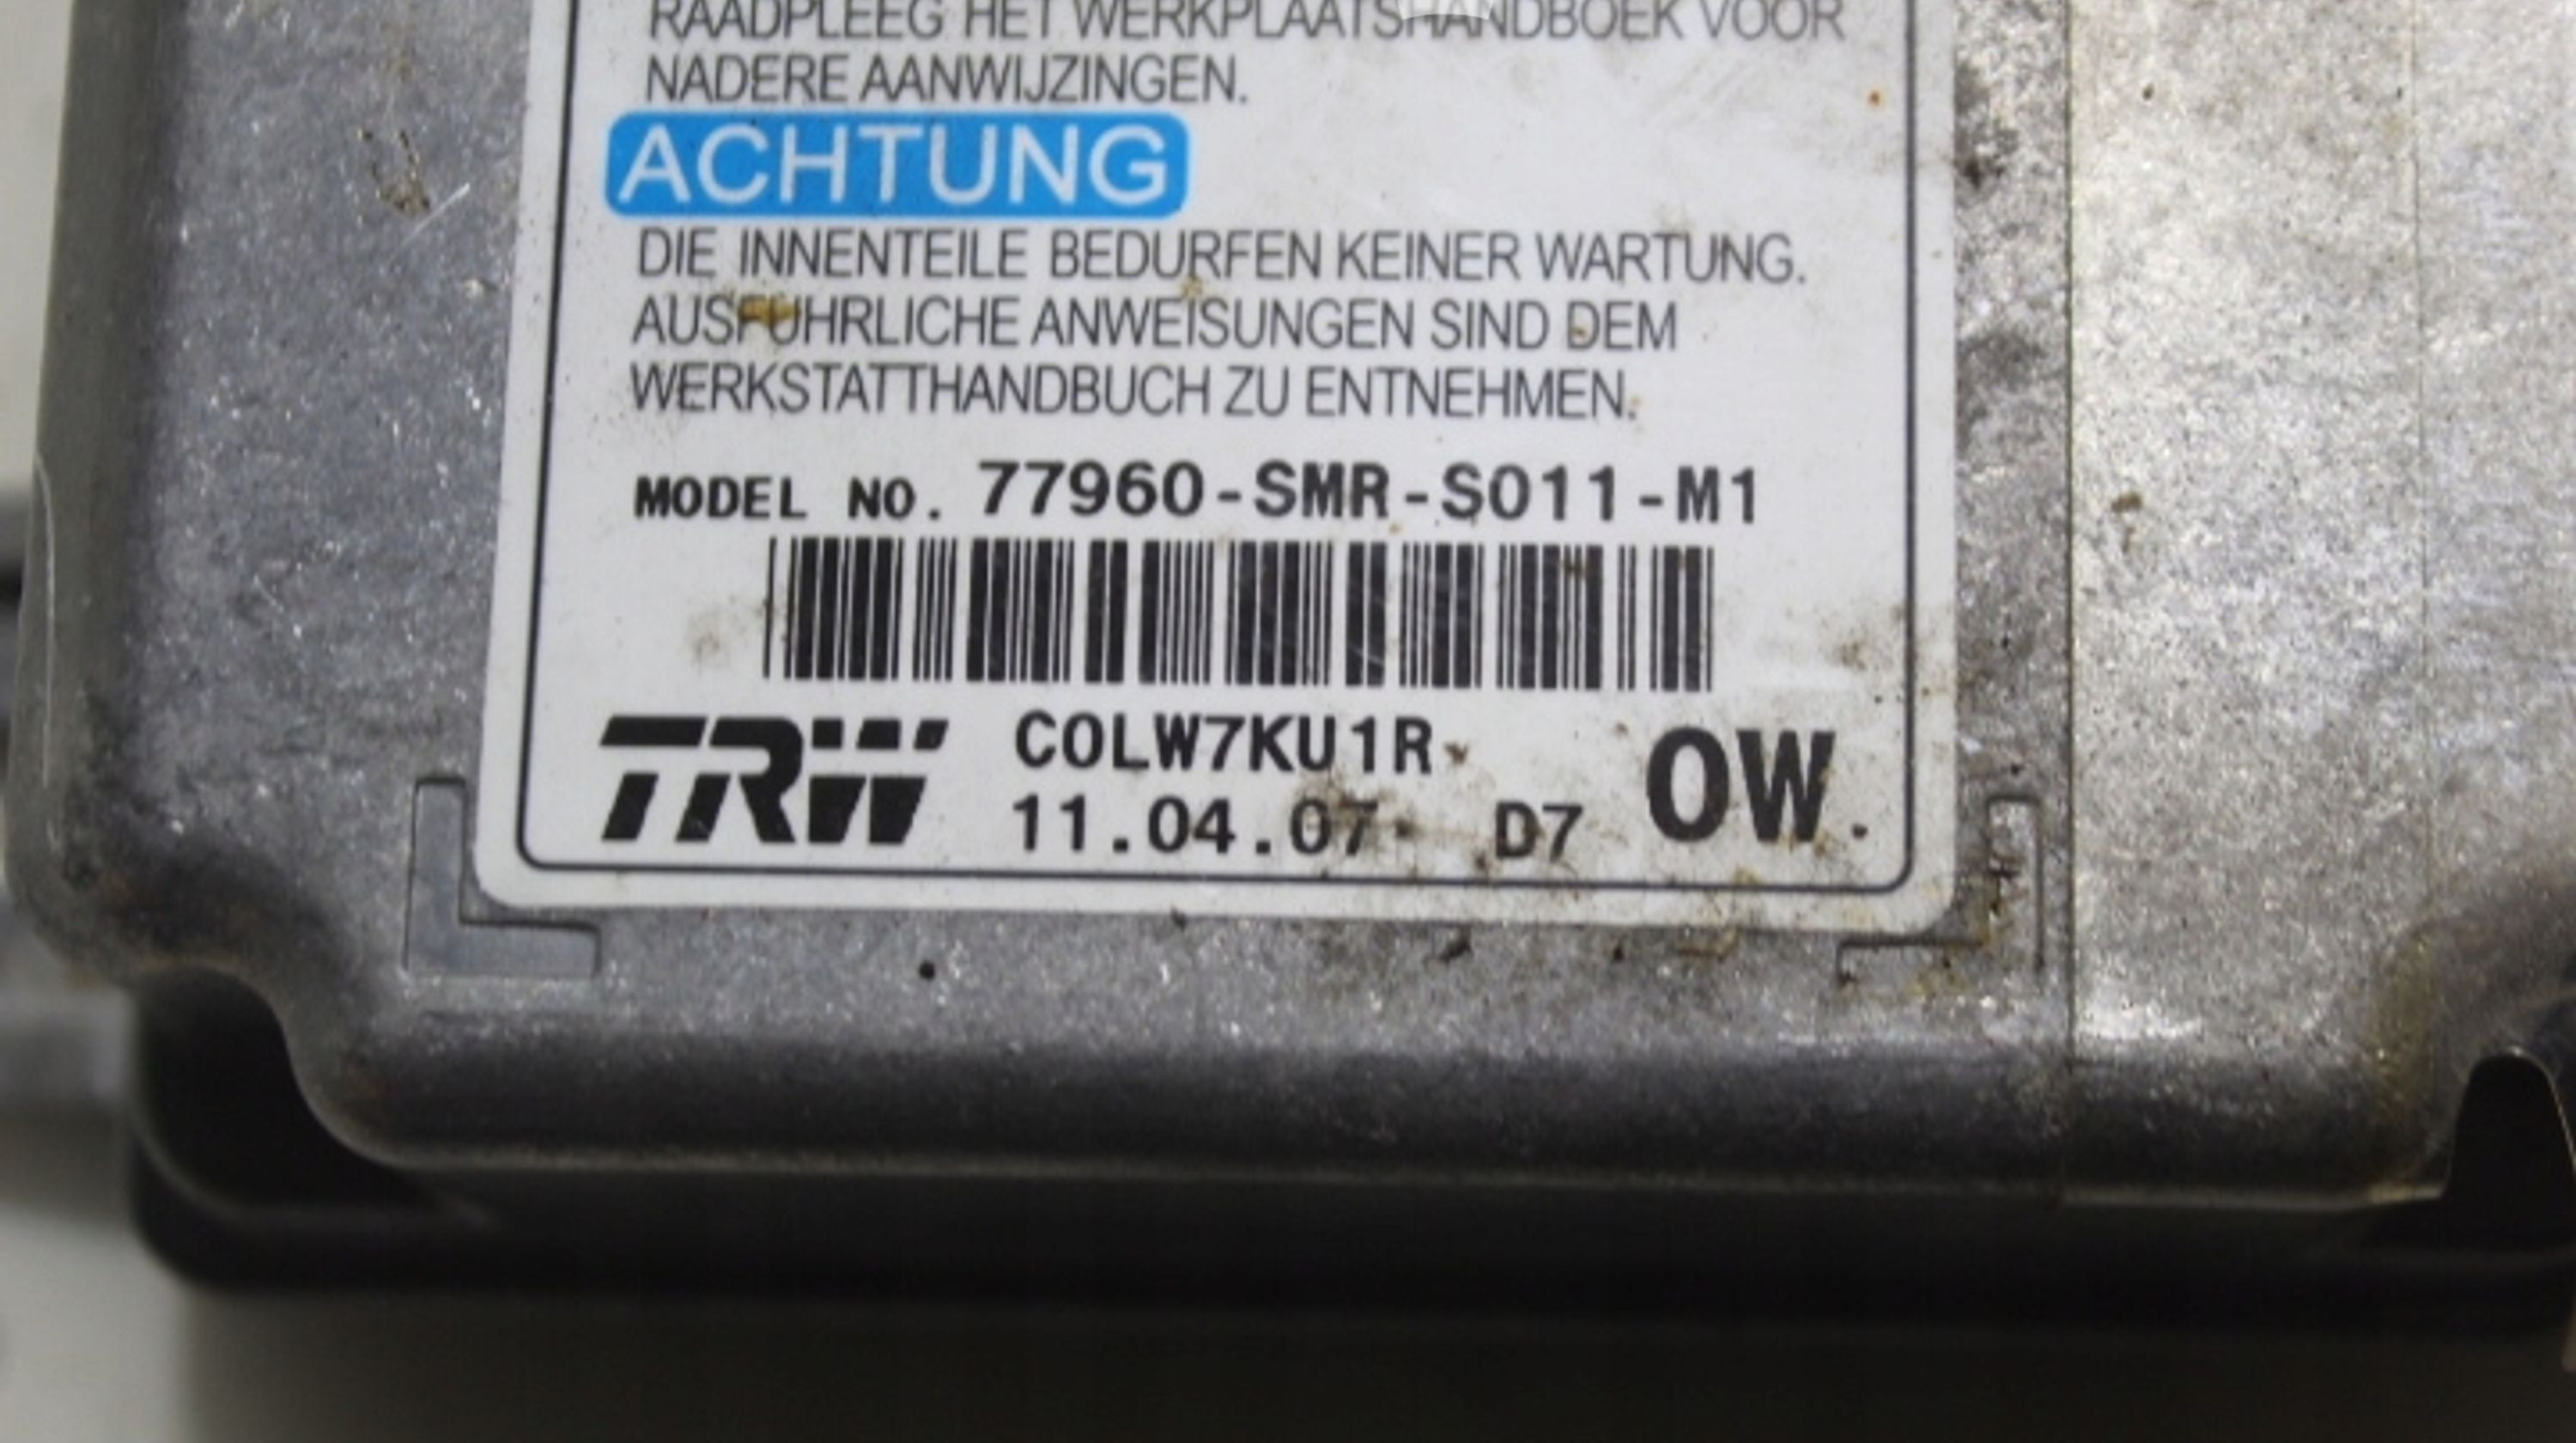 RAADPLEEG HET WERKPLAATSHANDBOEK VOOR
NADERE AANWIJZINGEN.
ACHTUNG
DIE INNENTEILE BEDURFEN KEINER WARTUNG.
AUSFUHRLICHE ANWEISUNGEN SIND DEM
WERKSTATTHANDBUCH ZU ENTNEHMEN.
MODEL NO. 77960-SMR-S011-M1
TRW C0LW7KU1R
11.04.07 D7 0W.